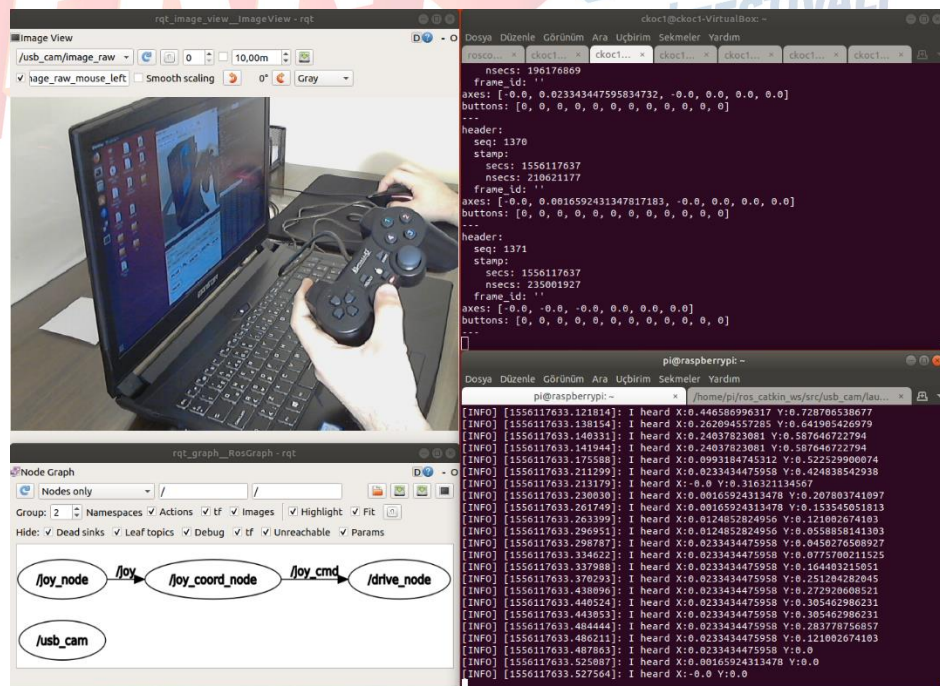 rqt_image_view__ImageView - rqt
Image View
/usb_cam/image_raw 0 10,00m
age_raw_mouse_left Smooth scaling 0° Gray
rqt_graph__RosGraph - rqt
Node Graph
Nodes only / /
Group: 2 Namespaces Actions tf Images Highlight Fit
Hide: Dead sinks Leaf topics Debug tf Unreachable Params
/joy_node /joy /joy_coord_node /joy_cmd /drive_node
/usb_cam
ckoc1@ckoc1-VirtualBox: ~
Dosya Düzenle Görünüm Ara Uçbirim Sekmeler Yardım
rosco... ckoc1... ckoc1... ckoc1... ckoc1... ckoc1... ckoc1...
nsecs: 196176869
frame_id: ''
axes: [-0.0, 0.023343447595834732, -0.0, 0.0, 0.0, 0.0]
buttons: [0, 0, 0, 0, 0, 0, 0, 0, 0, 0, 0, 0]
---
header:
seq: 1370
stamp:
secs: 1556117637
nsecs: 210621177
frame_id: ''
axes: [-0.0, 0.0016592431347817183, -0.0, 0.0, 0.0, 0.0]
buttons: [0, 0, 0, 0, 0, 0, 0, 0, 0, 0, 0, 0]
---
header:
seq: 1371
stamp:
secs: 1556117637
nsecs: 235001927
frame_id: ''
axes: [-0.0, -0.0, -0.0, 0.0, 0.0, 0.0]
buttons: [0, 0, 0, 0, 0, 0, 0, 0, 0, 0, 0, 0]
---
pi@raspberrypi: ~
Dosya Düzenle Görünüm Ara Uçbirim Sekmeler Yardım
pi@raspberrypi: ~ /home/pi/ros_catkin_ws/src/usb_cam/lau...
[INFO] [1556117633.121814]: I heard X:0.446586996317 Y:0.728706538677
[INFO] [1556117633.138154]: I heard X:0.262094557285 Y:0.641905426979
[INFO] [1556117633.140331]: I heard X:0.24037823081 Y:0.587646722794
[INFO] [1556117633.141944]: I heard X:0.24037823081 Y:0.587646722794
[INFO] [1556117633.175588]: I heard X:0.0993184745312 Y:0.522529900074
[INFO] [1556117633.211299]: I heard X:0.0233434475958 Y:0.424838542938
[INFO] [1556117633.213179]: I heard X:-0.0 Y:0.316321134567
[INFO] [1556117633.230030]: I heard X:0.00165924313478 Y:0.207803741097
[INFO] [1556117633.261749]: I heard X:0.00165924313478 Y:0.153545051813
[INFO] [1556117633.263399]: I heard X:0.0124852824956 Y:0.121002674103
[INFO] [1556117633.296951]: I heard X:0.0124852824956 Y:0.0558858141303
[INFO] [1556117633.298787]: I heard X:0.0233434475958 Y:0.0450276508927
[INFO] [1556117633.334622]: I heard X:0.0233434475958 Y:0.0775700211525
[INFO] [1556117633.337988]: I heard X:0.0233434475958 Y:0.164403215051
[INFO] [1556117633.370293]: I heard X:0.0233434475958 Y:0.251204282045
[INFO] [1556117633.438096]: I heard X:0.0233434475958 Y:0.272920608521
[INFO] [1556117633.440524]: I heard X:0.0233434475958 Y:0.305462986231
[INFO] [1556117633.443053]: I heard X:0.0233434475958 Y:0.305462986231
[INFO] [1556117633.484444]: I heard X:0.0233434475958 Y:0.283778756857
[INFO] [1556117633.486211]: I heard X:0.0233434475958 Y:0.121002674103
[INFO] [1556117633.487863]: I heard X:0.0233434475958 Y:0.0
[INFO] [1556117633.525087]: I heard X:0.00165924313478 Y:0.0
[INFO] [1556117633.527564]: I heard X:-0.0 Y:0.0